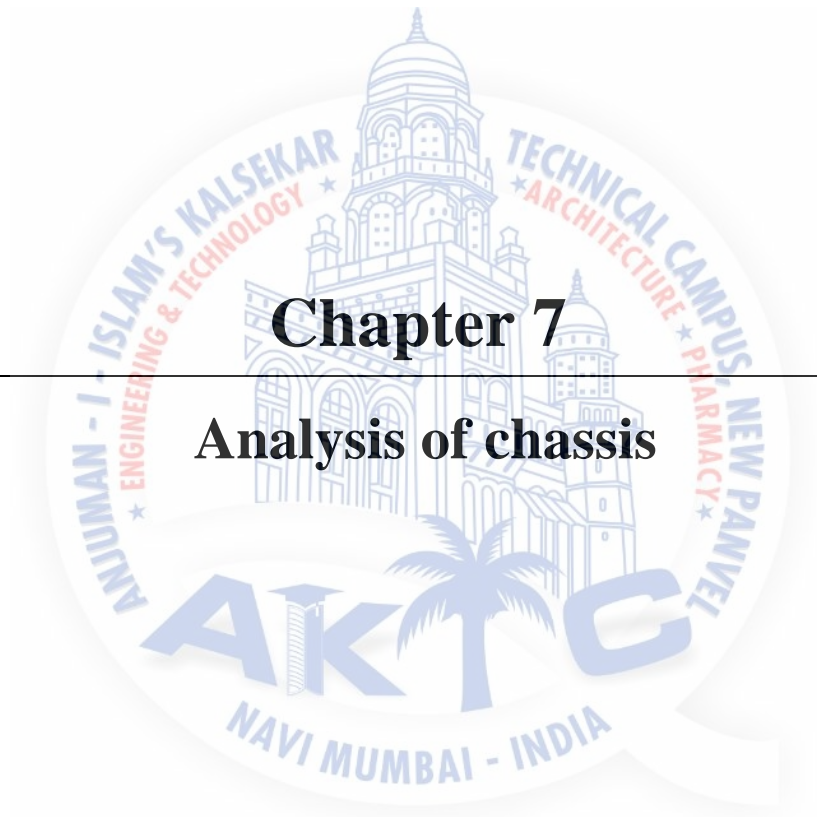 ANJUMAN - I - ISLAM'S KALSEKAR TECHNICAL CAMPUS, NEW PANVEL
★ ENGINEERING & TECHNOLOGY ★ ★ ARCHITECTURE ★ PHARMACY ★
Chapter 7
Analysis of chassis
AIKTC
NAVI MUMBAI - INDIA